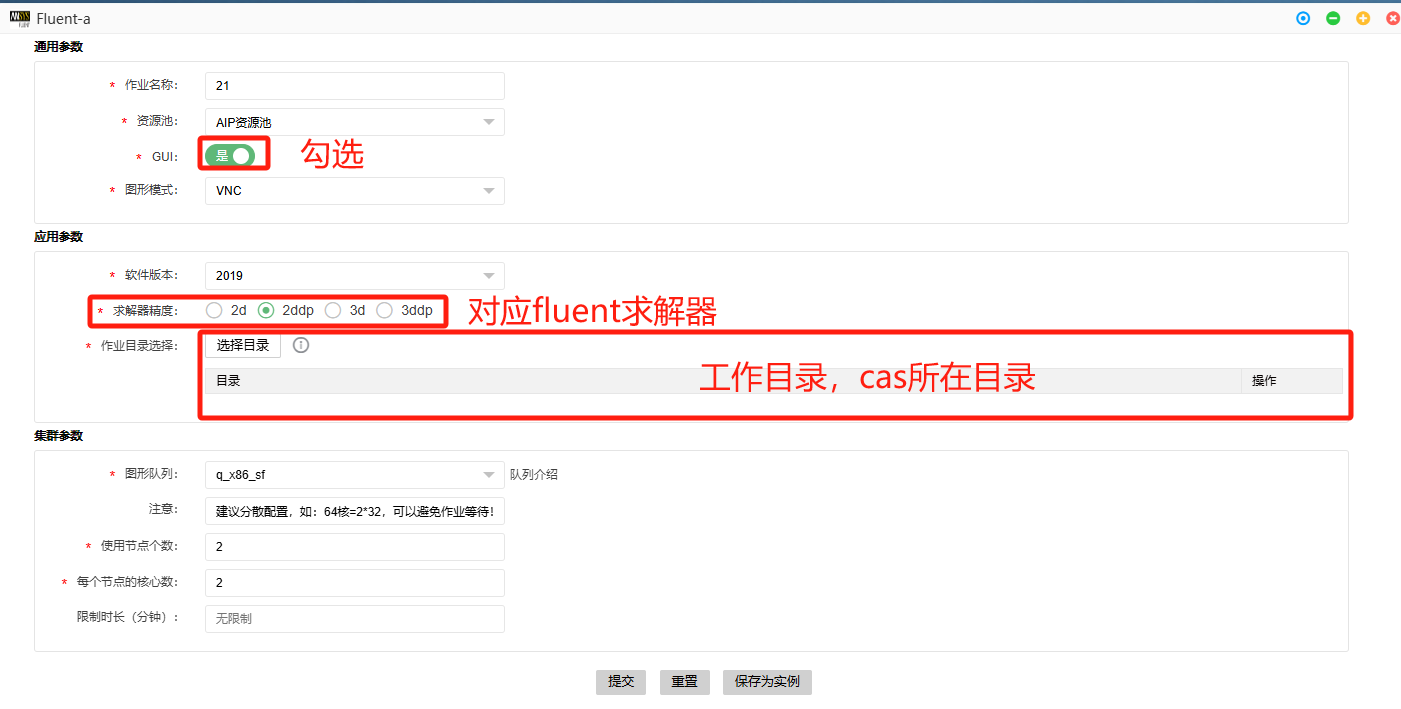 Fluent-a
通用参数
* 作业名称: 21
* 资源池: AIP资源池
* GUI: 是 勾选
* 图形模式: VNC
应用参数
* 软件版本: 2019
* 求解器精度: 2d 2ddp 3d 3ddp 对应fluent求解器
* 作业目录选择: 选择目录
目录 工作目录，cas所在目录 操作
集群参数
* 图形队列: q_x86_sf 队列介绍
注意: 建议分散配置，如：64核=2*32，可以避免作业等待!
* 使用节点个数: 2
* 每个节点的核心数: 2
限制时长（分钟）: 无限制
提交 重置 保存为实例